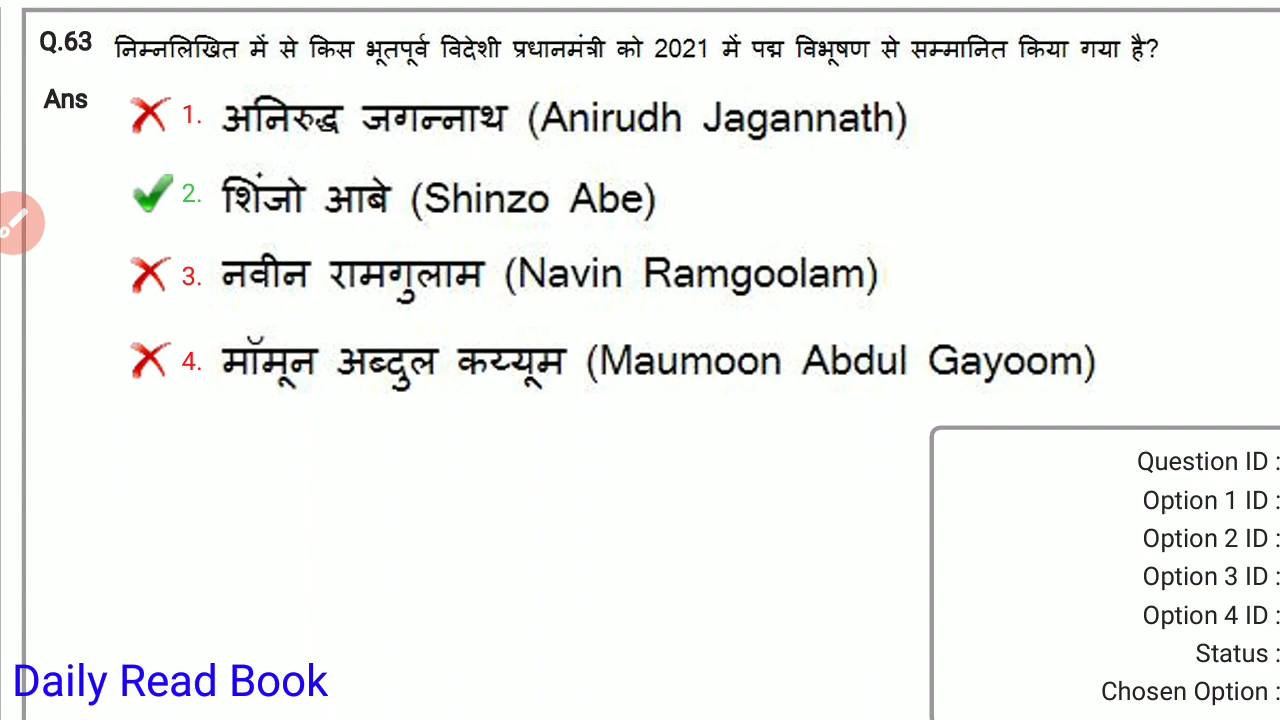 Q.63 निम्नलिखित में से किस भूतपूर्व विदेशी प्रधानमंत्री को 2021 में पद्म विभूषण से सम्मानित किया गया है?
Ans
1. अनिरुद्ध जगन्नाथ (Anirudh Jagannath)
2. शिंजो आबे (Shinzo Abe)
3. नवीन रामगुलाम (Navin Ramgoolam)
4. मॉमून अब्दुल कय्यूम (Maumoon Abdul Gayoom)
Question ID :
Option 1 ID :
Option 2 ID :
Option 3 ID :
Option 4 ID :
Status :
Chosen Option :
Daily Read Book